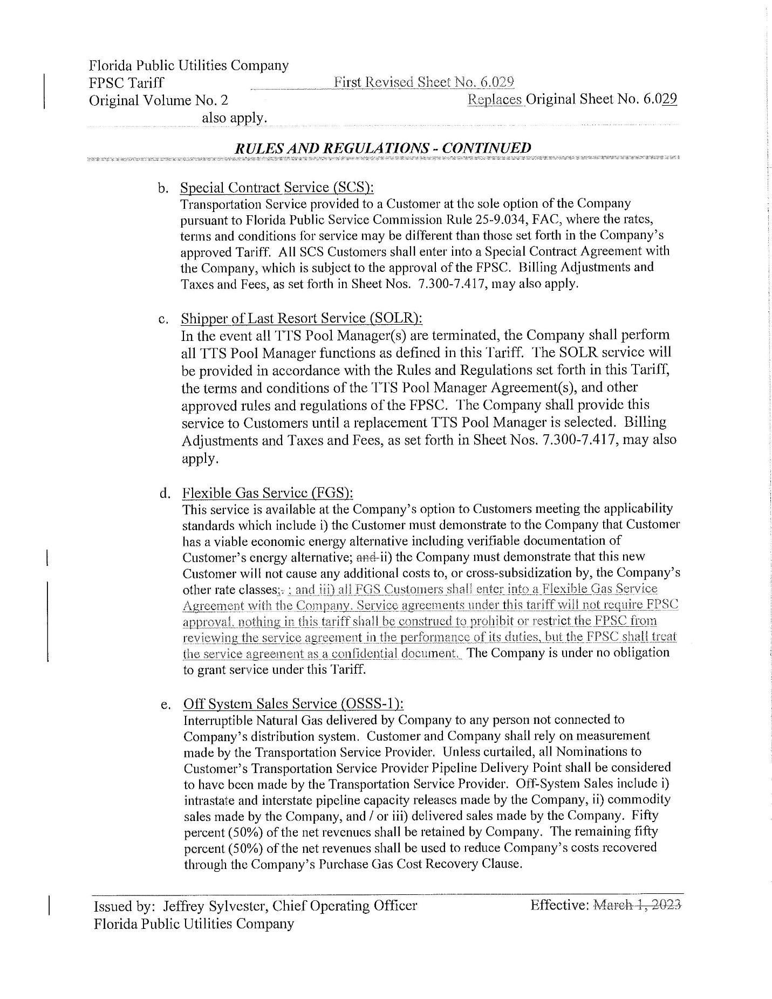 Florida Public Utilities Company
FPSC Tariff First Revised Sheet No. 6.029
Original Volume No. 2 Replaces Original Sheet No. 6.029
also apply.
RULES AND REGULATIONS - CONTINUED
b. Special Contract Service (SCS):
Transportation Service provided to a Customer at the sole option of the Company
pursuant to Florida Public Service Commission Rule 25-9.034, FAC, where the rates,
terms and conditions for service may be different than those set forth in the Company's
approved Tariff. All SCS Customers shall enter into a Special Contract Agreement with
the Company, which is subject to the approval of the FPSC. Billing Adjustments and
Taxes and Fees, as set forth in Sheet Nos. 7.300-7.417, may also apply.
c. Shipper of Last Resort Service (SOLR):
In the event all TTS Pool Manager(s) are terminated, the Company shall perform
all TTS Pool Manager functions as defined in this Tariff. The SOLR service will
be provided in accordance with the Rules and Regulations set forth in this Tariff,
the terms and conditions of the TTS Pool Manager Agreement(s), and other
approved rules and regulations of the FPSC. The Company shall provide this
service to Customers until a replacement TTS Pool Manager is selected. Billing
Adjustments and Taxes and Fees, as set forth in Sheet Nos. 7.300-7.417, may also
apply.
d. Flexible Gas Service (FGS):
This service is available at the Company's option to Customers meeting the applicability
standards which include i) the Customer must demonstrate to the Company that Customer
has a viable economic energy alternative including verifiable documentation of
Customer's energy alternative; and ii) the Company must demonstrate that this new
Customer will not cause any additional costs to, or cross-subsidization by, the Company's
other rate classes;. ; and iii) all FGS Customers shall enter into a Flexible Gas Service
Agreement with the Company. Service agreements under this tariff will not require FPSC
approval, nothing in this tariff shall be construed to prohibit or restrict the FPSC from
reviewing the service agreement in the performance of its duties, but the FPSC shall treat
the service agreement as a confidential document. The Company is under no obligation
to grant service under this Tariff.
e. Off System Sales Service (OSSS-1):
Interruptible Natural Gas delivered by Company to any person not connected to
Company's distribution system. Customer and Company shall rely on measurement
made by the Transportation Service Provider. Unless curtailed, all Nominations to
Customer's Transportation Service Provider Pipeline Delivery Point shall be considered
to have been made by the Transportation Service Provider. Off-System Sales include i)
intrastate and interstate pipeline capacity releases made by the Company, ii) commodity
sales made by the Company, and / or iii) delivered sales made by the Company. Fifty
percent (50%) of the net revenues shall be retained by Company. The remaining fifty
percent (50%) of the net revenues shall be used to reduce Company's costs recovered
through the Company's Purchase Gas Cost Recovery Clause.
Issued by: Jeffrey Sylvester, Chief Operating Officer Effective: March 1, 2023
Florida Public Utilities Company